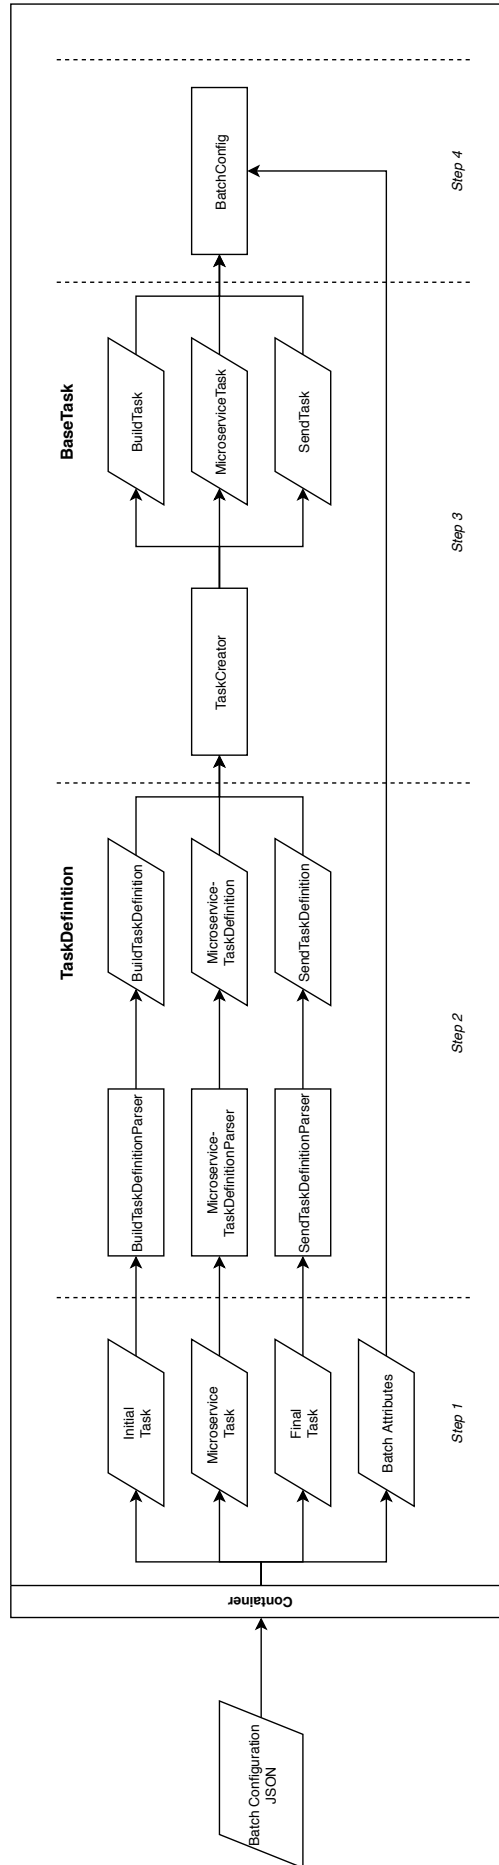 Batch Configuration
JSON
Container
Initial
Task
Microservice
Task
Final
Task
Batch Attributes
Step 1
BuildTaskDefinitionParser
Microservice-
TaskDefinitionParser
SendTaskDefinitionParser
TaskDefinition
BuildTaskDefinition
Microservice-
TaskDefinition
SendTaskDefinition
Step 2
TaskCreator
BaseTask
BuildTask
MicroserviceTask
SendTask
Step 3
BatchConfig
Step 4